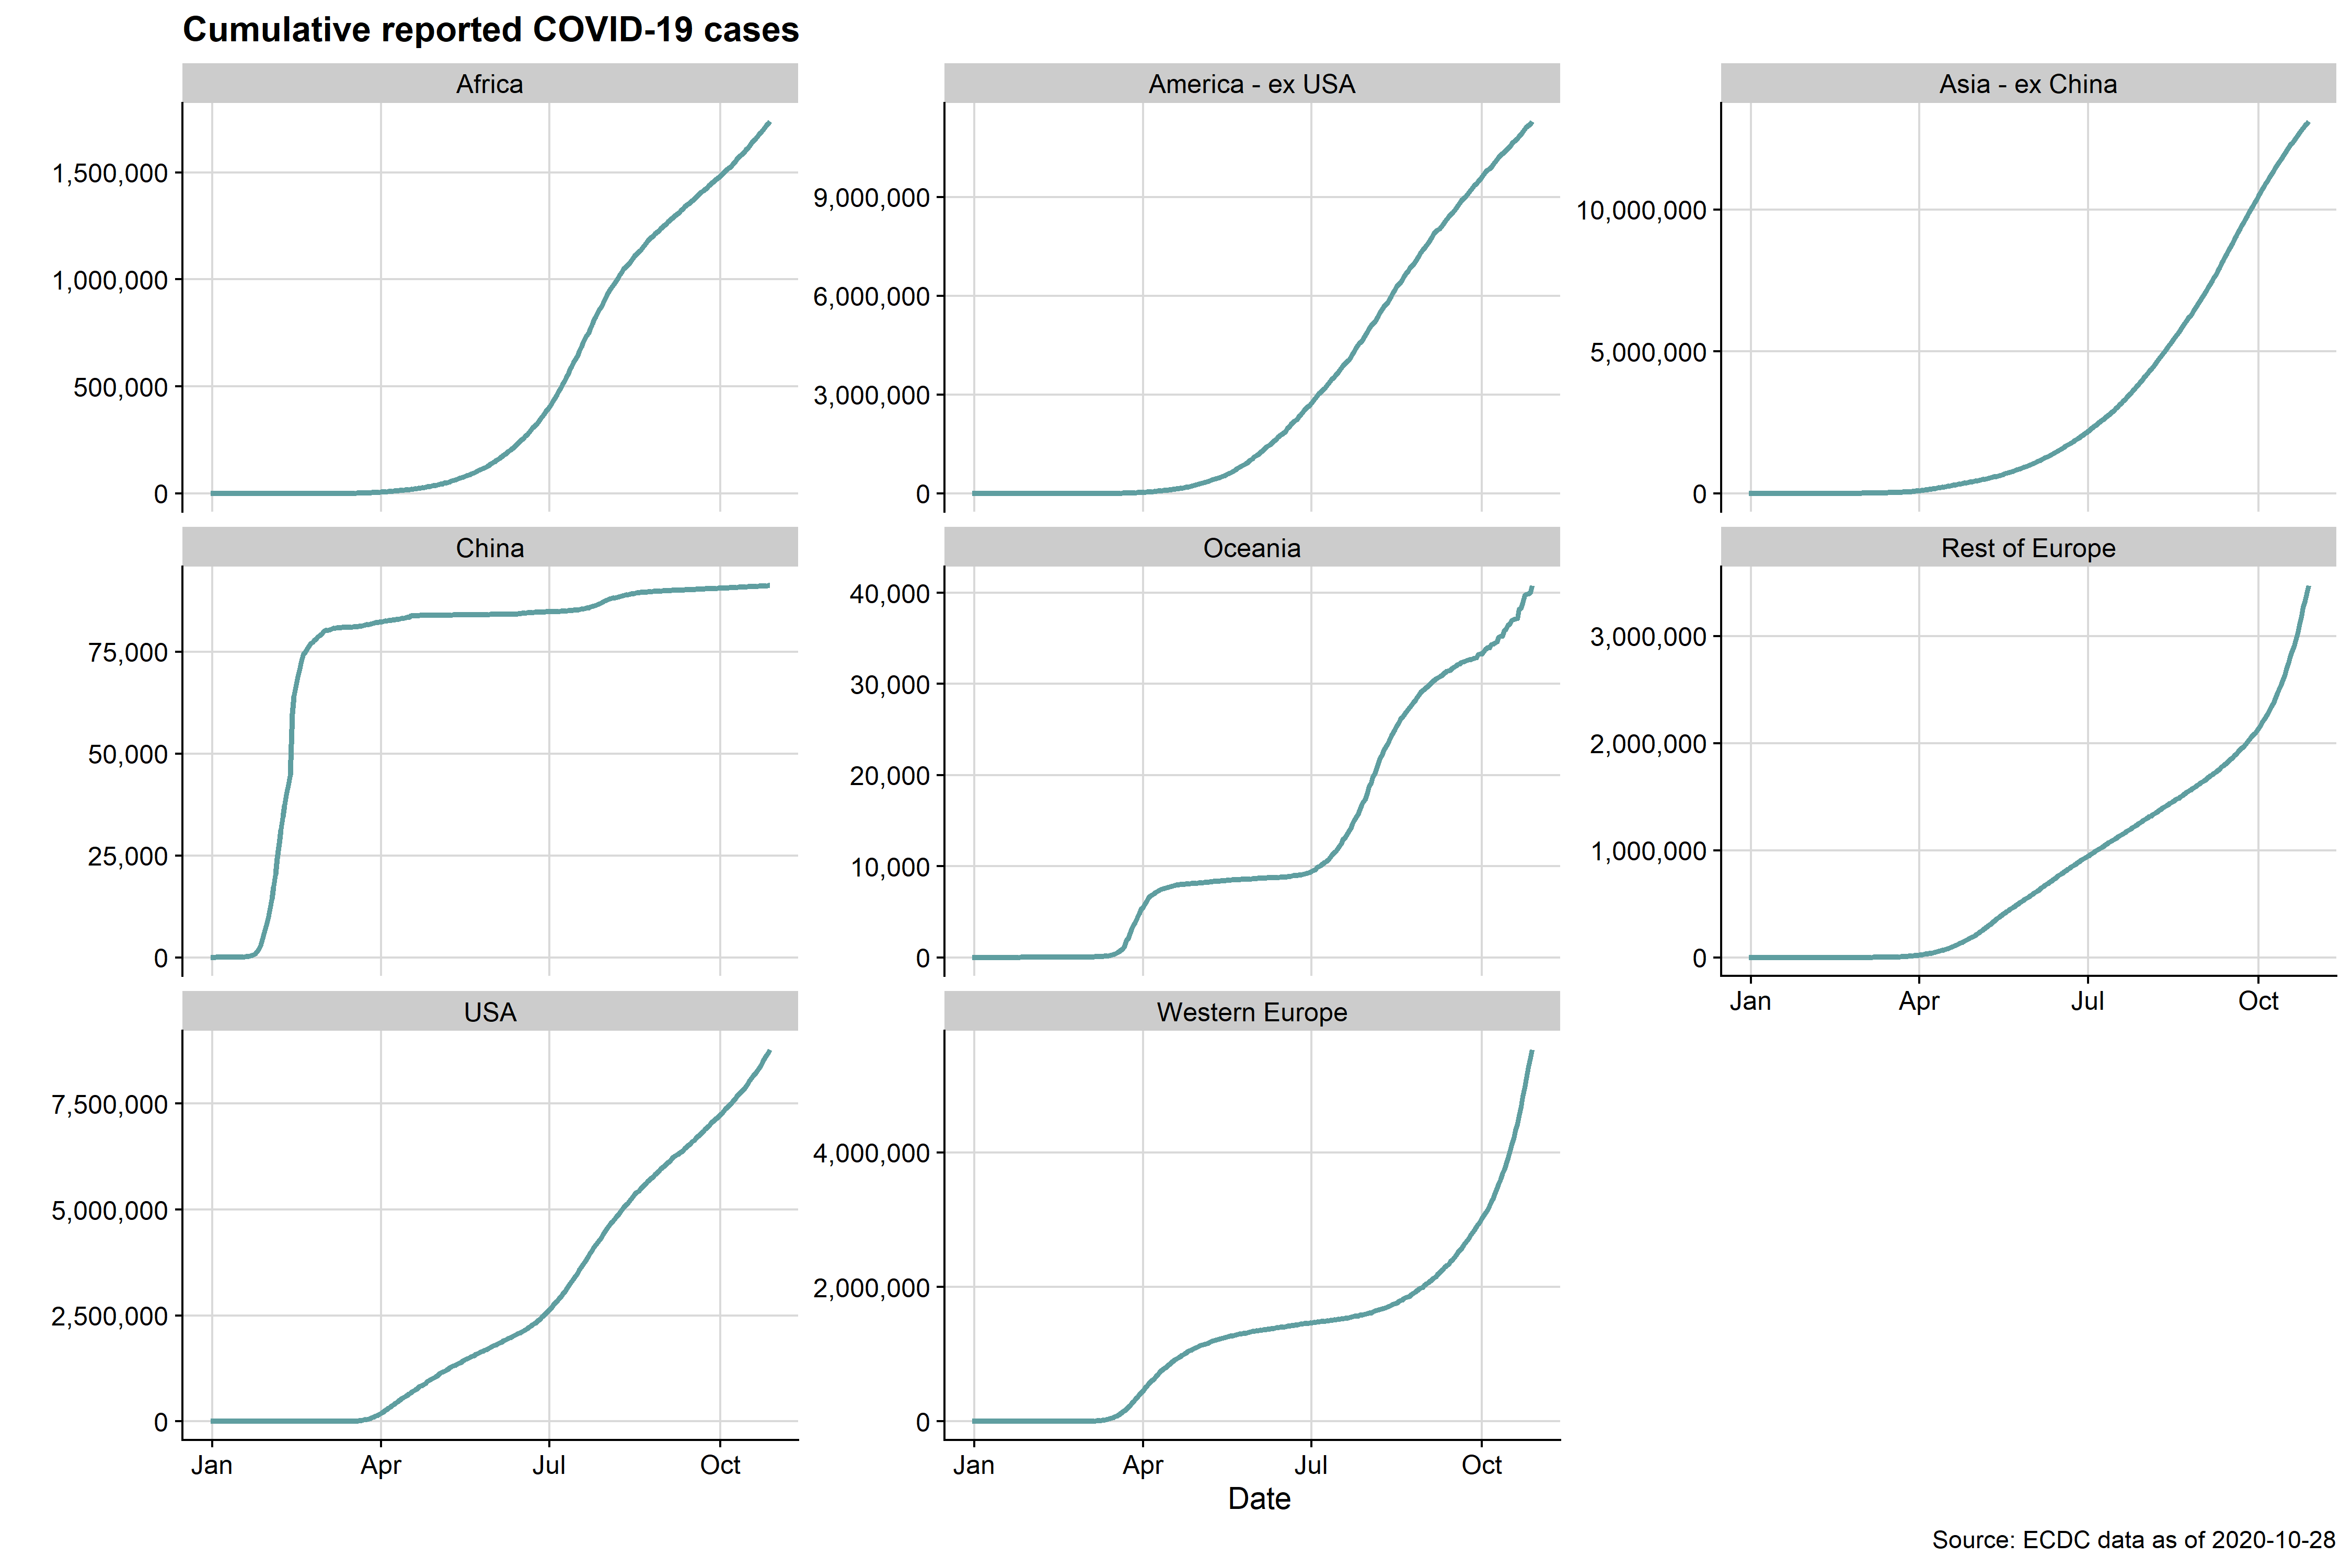 Cumulative reported COVID-19 cases
Africa
1,500,000
1,000,000
500,000
0
America - ex USA
9,000,000
6,000,000
3,000,000
0
Asia - ex China
10,000,000
5,000,000
0
China
75,000
50,000
25,000
0
Oceania
40,000
30,000
20,000
10,000
0
Rest of Europe
3,000,000
2,000,000
1,000,000
0
Jan Apr Jul Oct
USA
7,500,000
5,000,000
2,500,000
0
Jan Apr Jul Oct
Western Europe
4,000,000
2,000,000
0
Jan Apr Jul Oct
Date
Source: ECDC data as of 2020-10-28